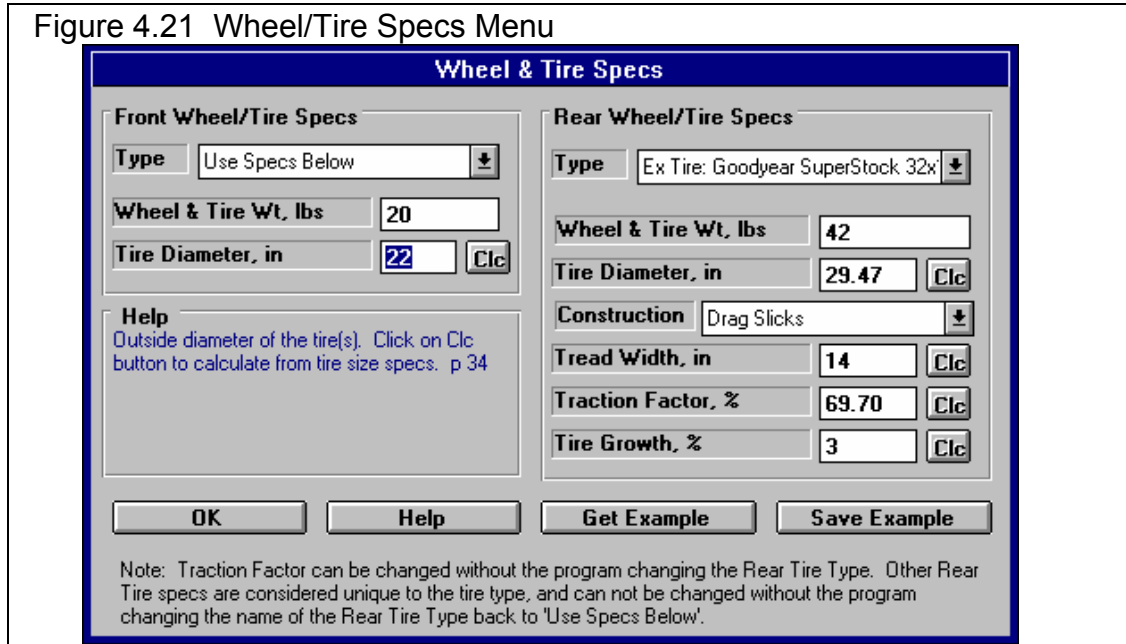 Figure 4.21  Wheel/Tire Specs Menu
Wheel & Tire Specs
Front Wheel/Tire Specs
Type Use Specs Below
Wheel & Tire Wt, lbs 20
Tire Diameter, in 22 Clc
Help
Outside diameter of the tire(s).  Click on Clc
button to calculate from tire size specs.  p 34
Rear Wheel/Tire Specs
Type Ex Tire: Goodyear SuperStock 32x
Wheel & Tire Wt, lbs 42
Tire Diameter, in 29.47 Clc
Construction Drag Slicks
Tread Width, in 14 Clc
Traction Factor, % 69.70 Clc
Tire Growth, % 3 Clc
OK Help Get Example Save Example
Note:  Traction Factor can be changed without the program changing the Rear Tire Type.  Other Rear
Tire specs are considered unique to the tire type, and can not be changed without the program
changing the name of the Rear Tire Type back to 'Use Specs Below'.